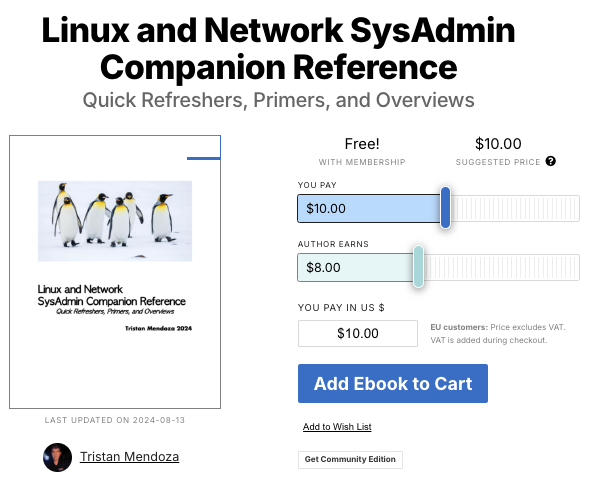 Linux and Network SysAdmin
Companion Reference
Quick Refreshers, Primers, and Overviews
Linux and Network
SysAdmin Companion Reference
Quick Refreshers, Primers, and Overviews
Tristan Mendoza 2024
LAST UPDATED ON 2024-08-13
Tristan Mendoza
Free!
WITH MEMBERSHIP
$10.00
SUGGESTED PRICE ?
YOU PAY
$10.00
AUTHOR EARNS
$8.00
YOU PAY IN US $
$10.00
EU customers: Price excludes VAT.
VAT is added during checkout.
Add Ebook to Cart
Add to Wish List
Get Community Edition